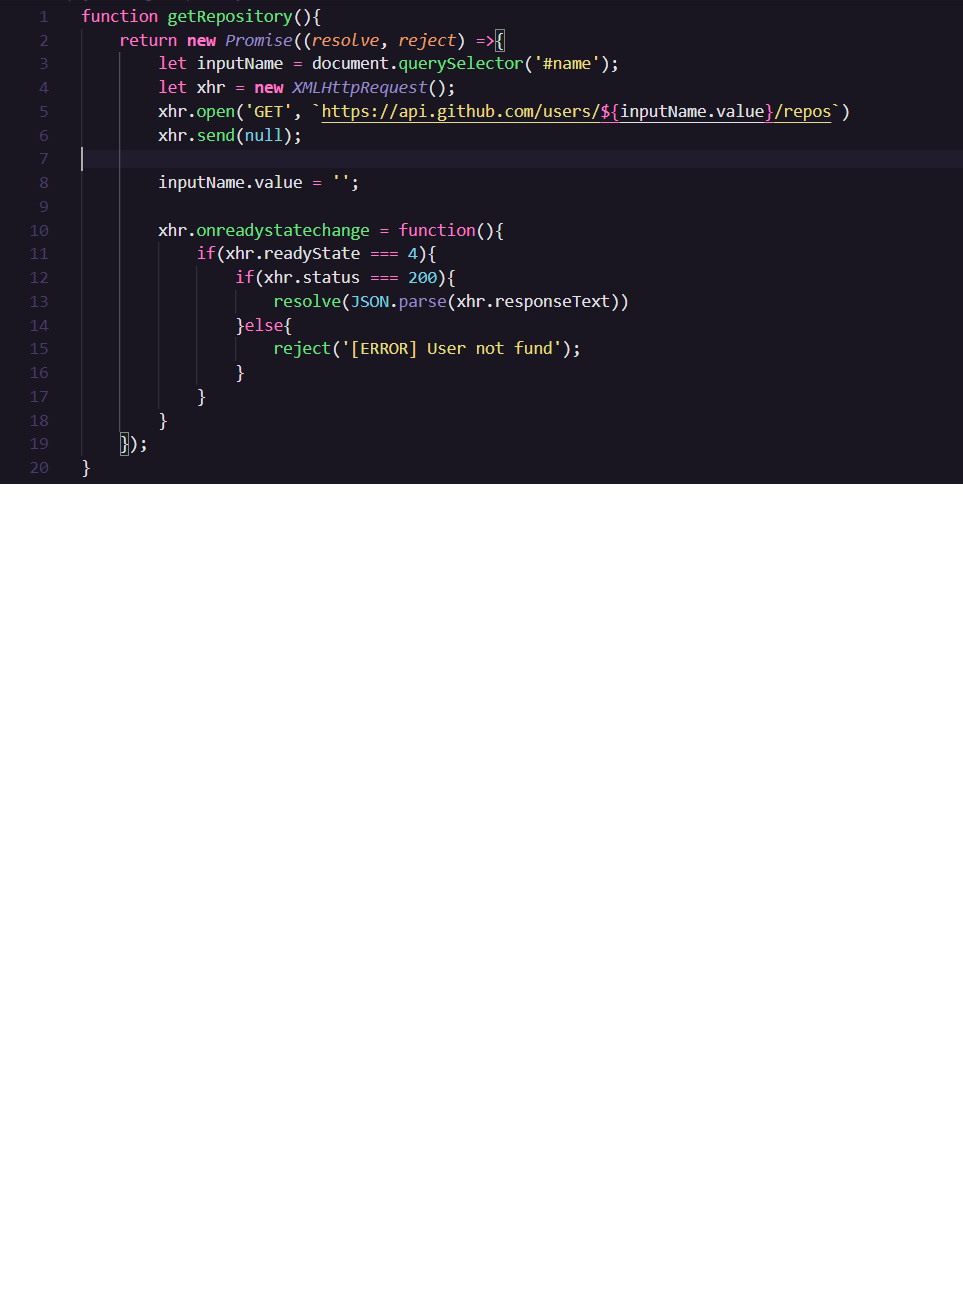 1 function getRepository(){
2 return new Promise((resolve, reject) =>{
3 let inputName = document.querySelector('#name');
4 let xhr = new XMLHttpRequest();
5 xhr.open('GET', `https://api.github.com/users/${inputName.value}/repos`)
6 xhr.send(null);
7
8 inputName.value = '';
9
10 xhr.onreadystatechange = function(){
11 if(xhr.readyState === 4){
12 if(xhr.status === 200){
13 resolve(JSON.parse(xhr.responseText))
14 }else{
15 reject('[ERROR] User not fund');
16 }
17 }
18 }
19 });
20 }